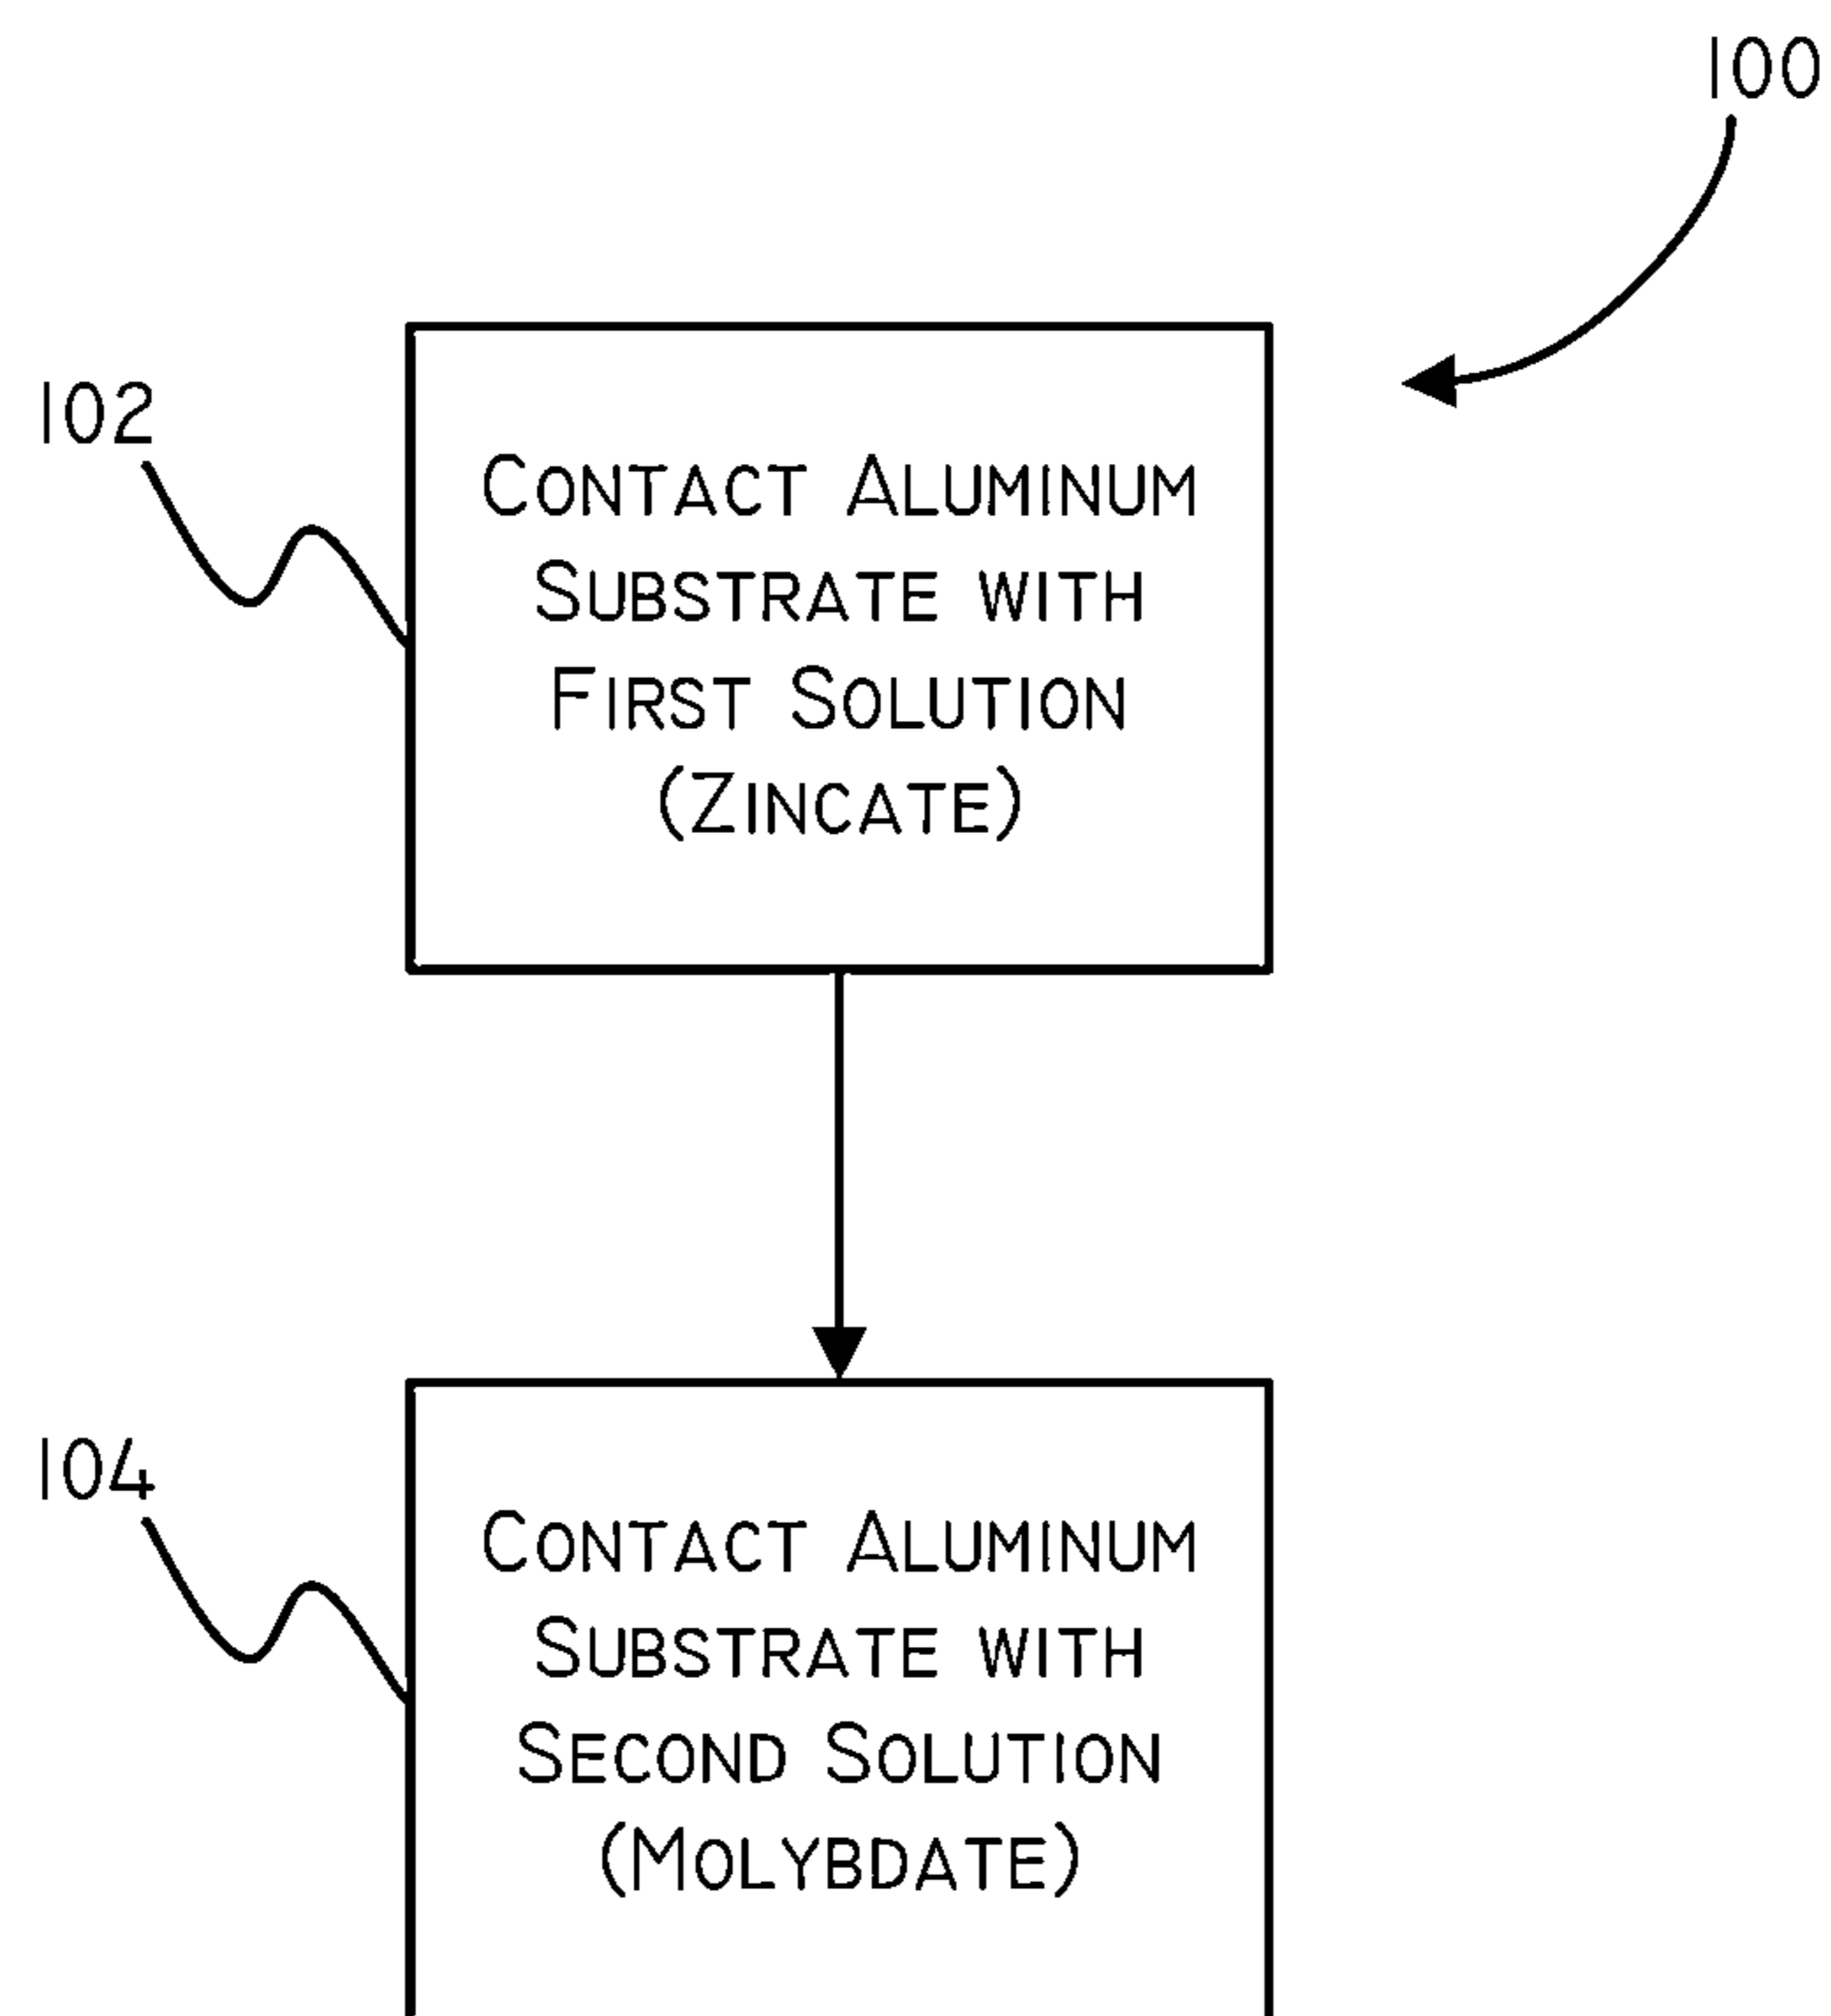 100
102
CONTACT ALUMINUM
SUBSTRATE WITH
FIRST SOLUTION
(ZINCATE)
104
CONTACT ALUMINUM
SUBSTRATE WITH
SECOND SOLUTION
(MOLYBDATE)